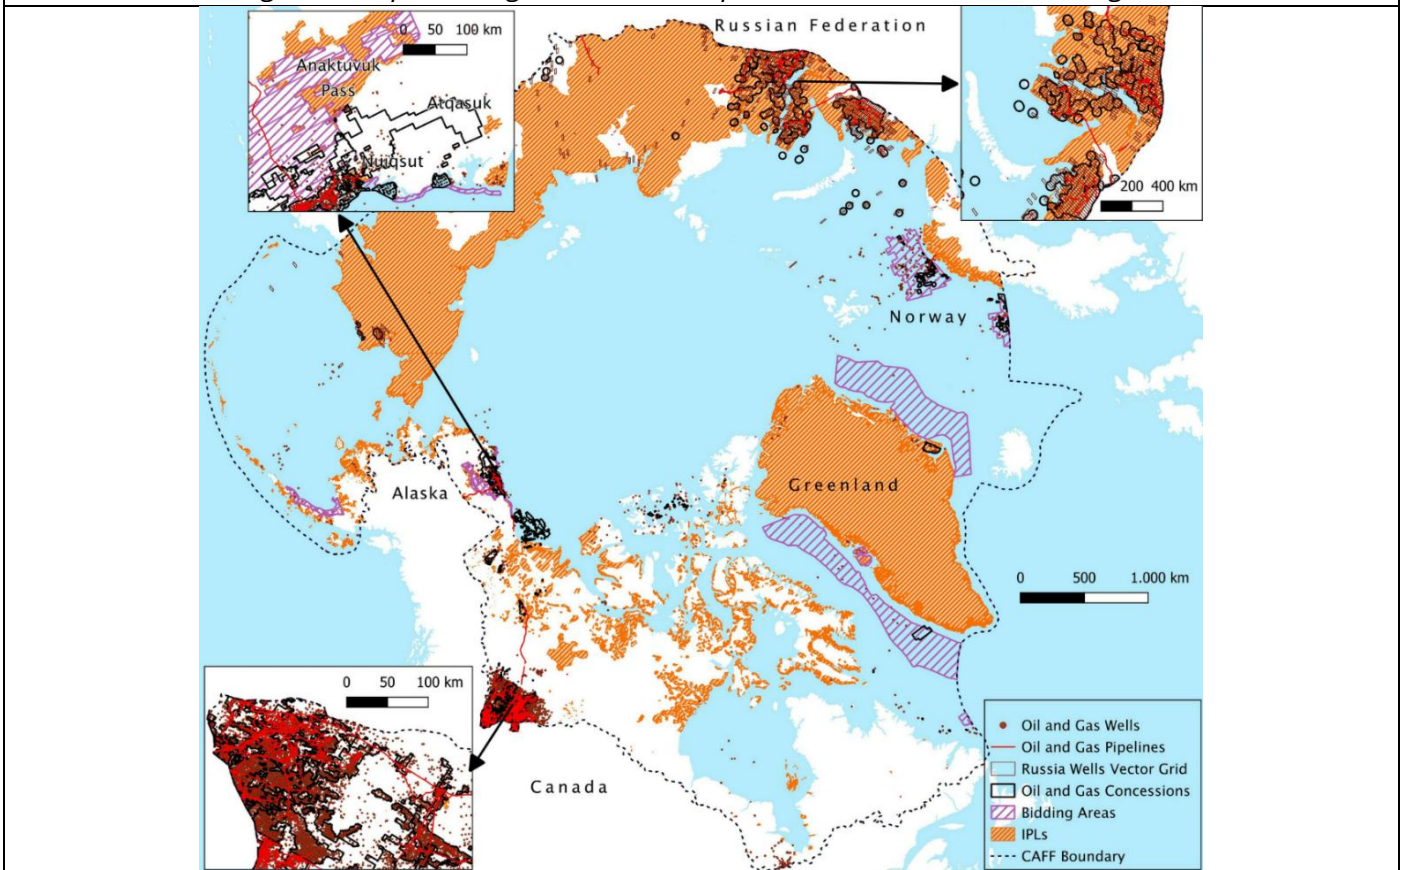 0 50 100 km
Anaktuvuk
Pass
Atqasuk
Nuiqsut
Russian Federation
200 400 km
Norway
Alaska
Greenland
0 500 1.000 km
0 50 100 km
Canada
Oil and Gas Wells
Oil and Gas Pipelines
Russia Wells Vector Grid
Oil and Gas Concessions
Bidding Areas
IPLs
CAFF Boundary